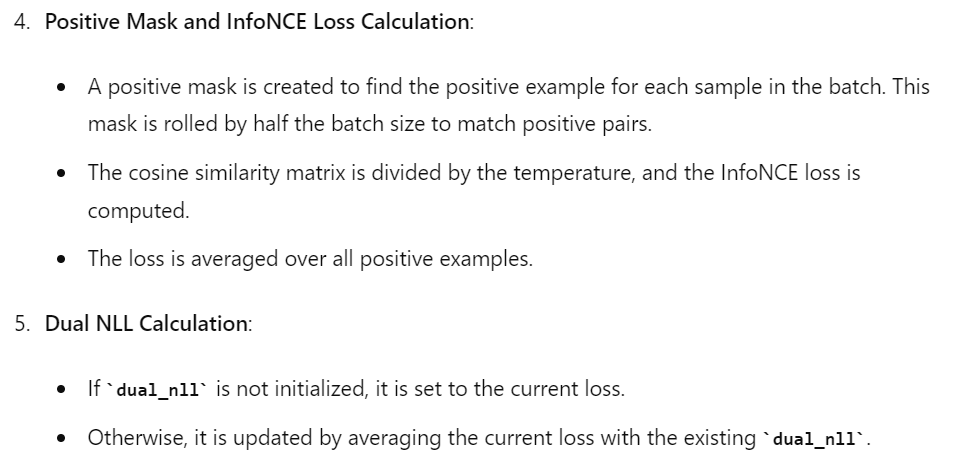 4. Positive Mask and InfoNCE Loss Calculation:
• A positive mask is created to find the positive example for each sample in the batch. This
mask is rolled by half the batch size to match positive pairs.
• The cosine similarity matrix is divided by the temperature, and the InfoNCE loss is
computed.
• The loss is averaged over all positive examples.
5. Dual NLL Calculation:
• If `dual_nll` is not initialized, it is set to the current loss.
• Otherwise, it is updated by averaging the current loss with the existing `dual_nll`.